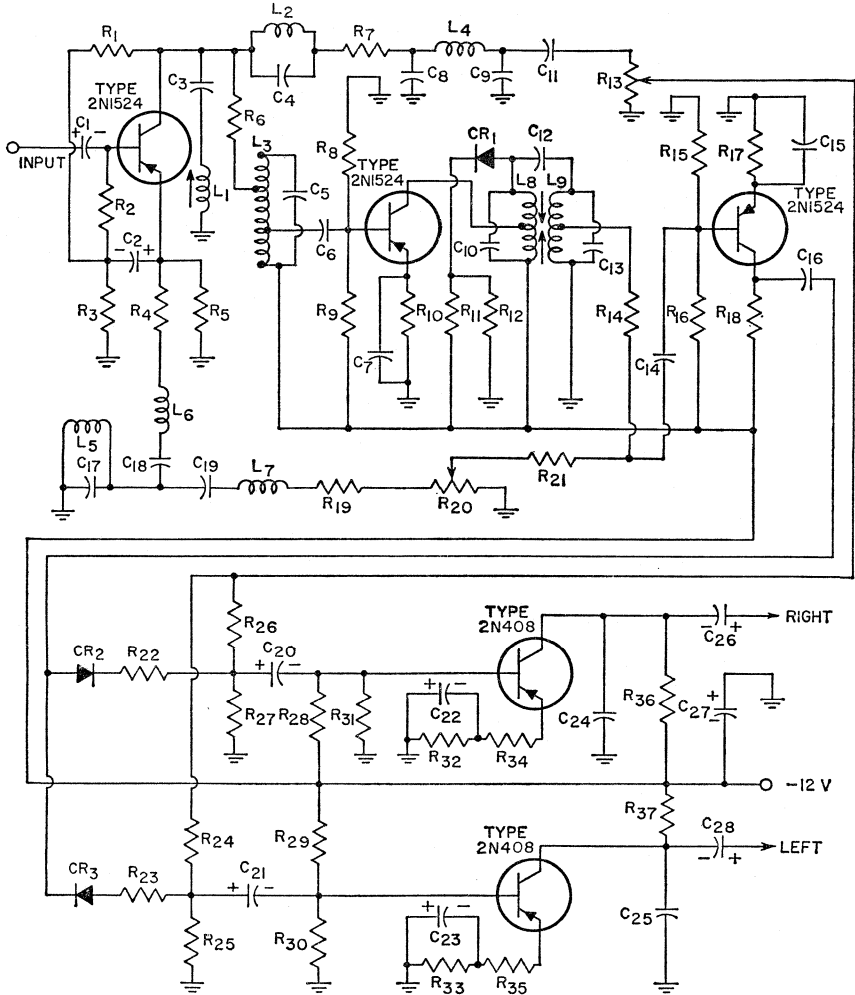 L2
R1
R7
L4
C3
C4
C8
C9
C11
R13
TYPE
2N1524
C1
+ -
INPUT
R6
L3
R8
TYPE
2N1524
CR1
C12
R15
R17
C15
TYPE
2N1524
R2
L1
C5
L8
L9
C6
C10
C13
C16
- C2 +
R3
R4
R5
R9
R10
R11
R12
R14
R16
R18
C7
C14
L6
L5
C17
C18
C19
L7
R19
R20
R21
R26
TYPE
2N408
RIGHT
- +
C26
CR2
R22
C20
+ -
R27
R28
R31
+ -
C22
R32
R34
C24
R36
C27
+
-
-12 V
R24
R29
R37
TYPE
2N408
C28
LEFT
- +
CR3
R23
C21
+ -
R25
R30
+ -
C23
R33
R35
C25